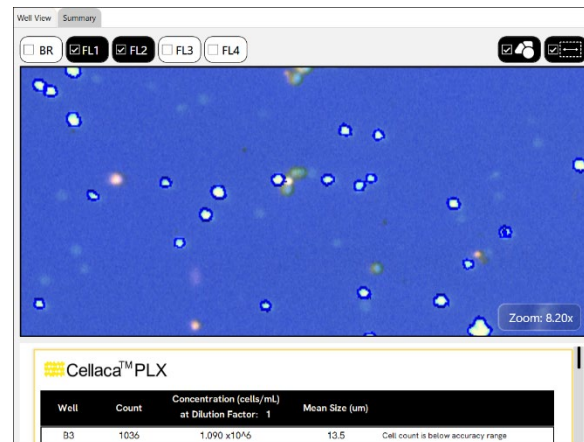 Well View Summary
BR FL1 FL2 FL3 FL4
Zoom: 8.20x
Cellaca™ PLX
Well Count Concentration (cells/mL) at Dilution Factor: 1 Mean Size (um)
B3 1036 1.090 x10^6 13.5 Cell count is below accuracy range